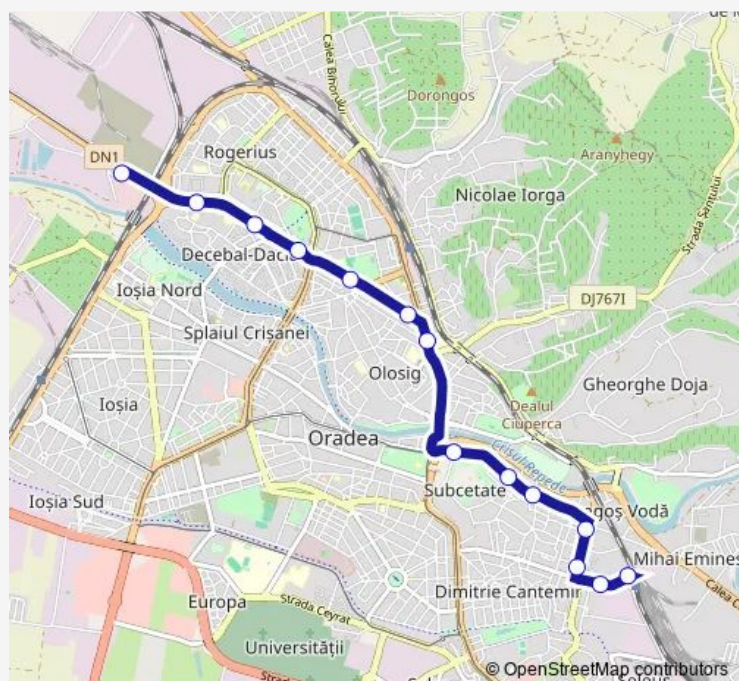 de M
Calea Bihorului
Dorongos
DN1
Rogerius
Aranyhegy
Nicolae Iorga
Strada Șanțului
Decebal-Dacia
Ioșia Nord
DJ767I
Splaiul Crișanei
Olosig
Gheorghe Doja
Ioșia
Dealul
Ciuperca
Oradea
Crișul Repede
Ioșia Sud
Subcetate
agoș Vodă
Mihai Emines
Dimitrie Cantemir
Calea C
Europa
Strada Ceyrat
Universității
© OpenStreetMap contributors